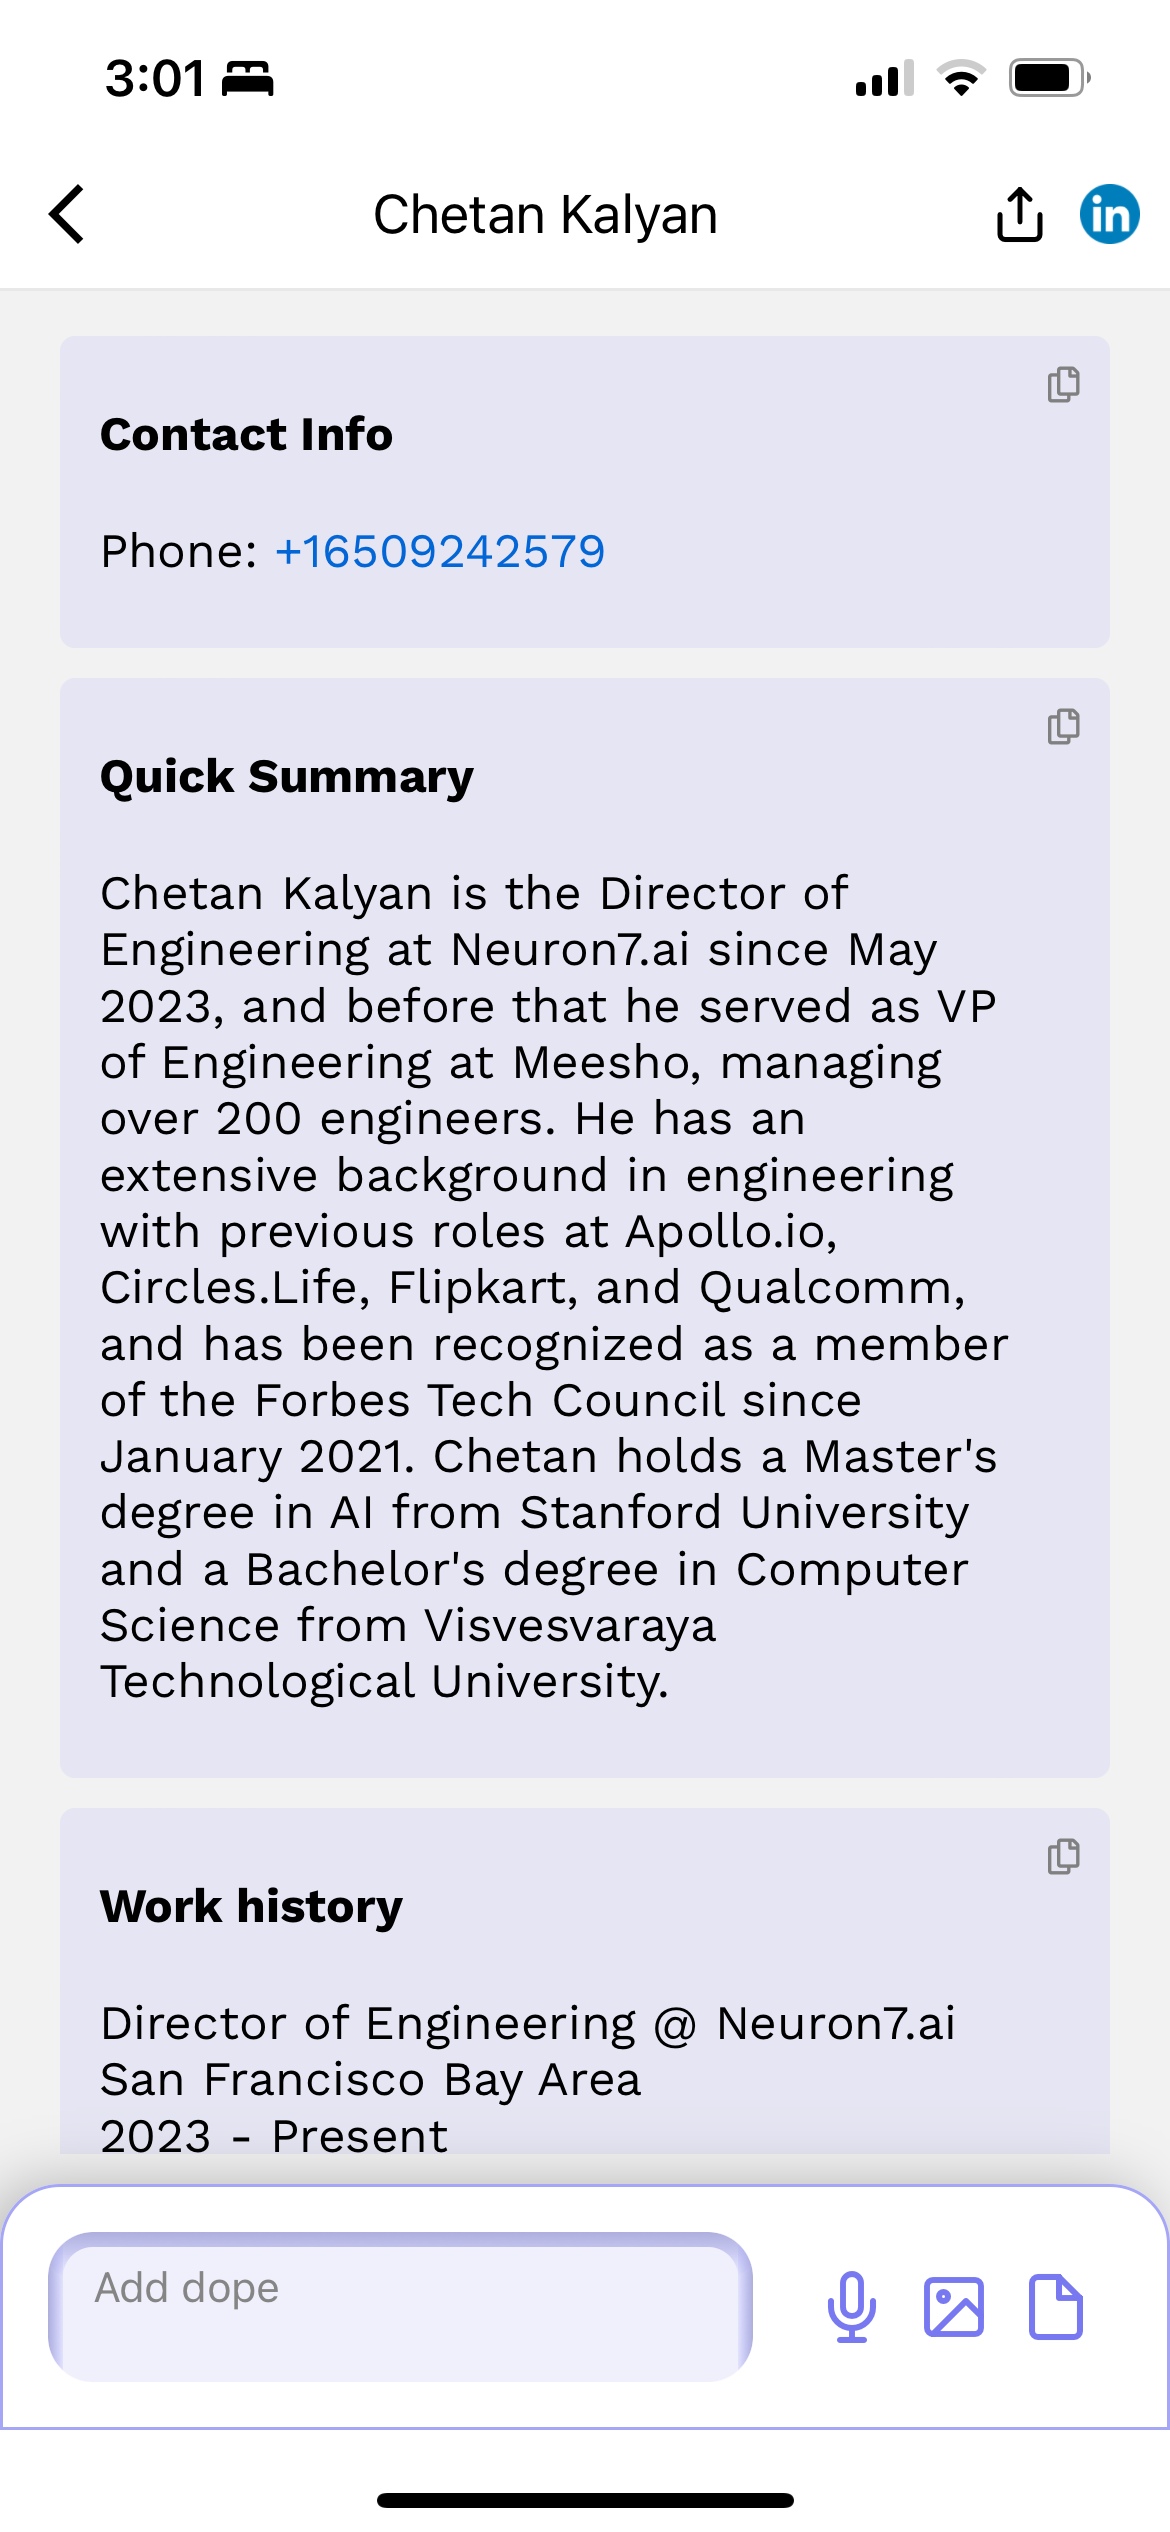 3:01
Chetan Kalyan
in
Contact Info
Phone: +16509242579
Quick Summary
Chetan Kalyan is the Director of
Engineering at Neuron7.ai since May
2023, and before that he served as VP
of Engineering at Meesho, managing
over 200 engineers. He has an
extensive background in engineering
with previous roles at Apollo.io,
Circles.Life, Flipkart, and Qualcomm,
and has been recognized as a member
of the Forbes Tech Council since
January 2021. Chetan holds a Master's
degree in AI from Stanford University
and a Bachelor's degree in Computer
Science from Visvesvaraya
Technological University.
Work history
Director of Engineering @ Neuron7.ai
San Francisco Bay Area
2023 - Present
Add dope